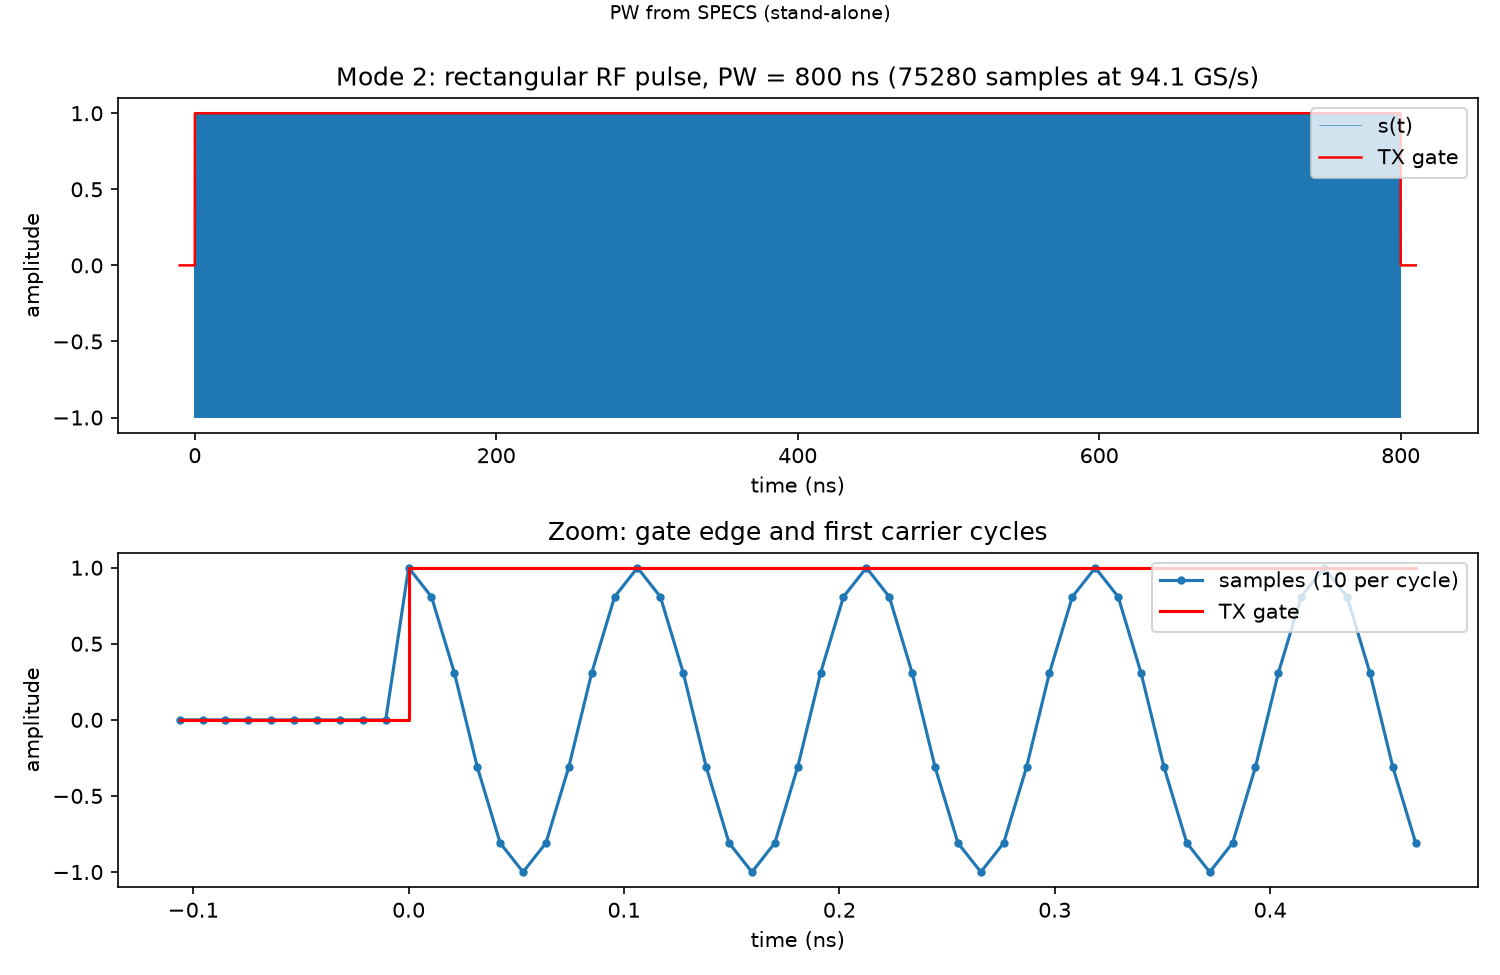 PW from SPECS (stand-alone)
Mode 2: rectangular RF pulse, PW = 800 ns (75280 samples at 94.1 GS/s)
1.0
0.5
0.0
−0.5
−1.0
amplitude
s(t)
TX gate
0 200 400 600 800
time (ns)
Zoom: gate edge and first carrier cycles
1.0
0.5
0.0
−0.5
−1.0
amplitude
samples (10 per cycle)
TX gate
−0.1 0.0 0.1 0.2 0.3 0.4
time (ns)